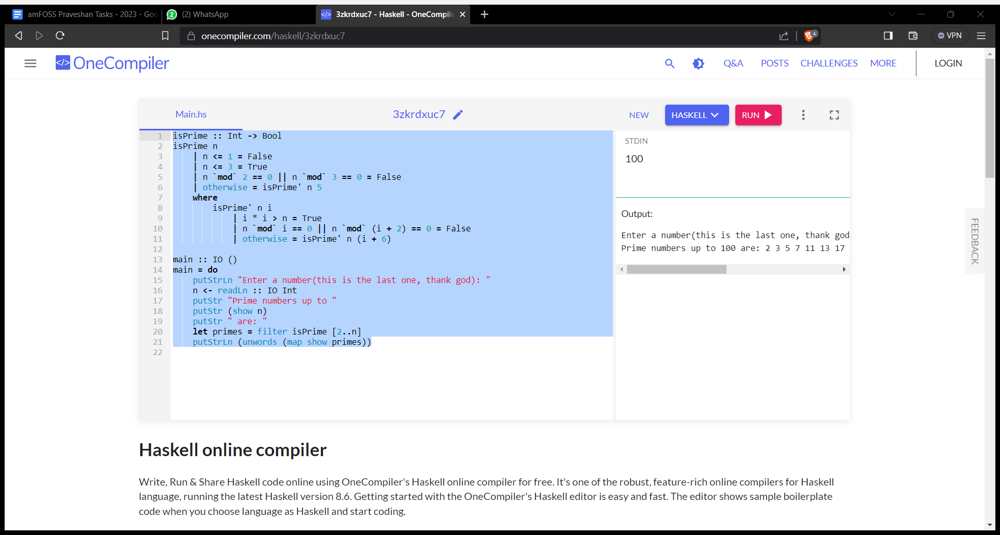 amFOSS Praveshan Tasks - 2023 - Goo
2
(2) WhatsApp
</> 3zkrdxuc7 - Haskell - OneCompile
onecompiler.com/haskell/3zkrdxuc7
4
VPN
</> OneCompiler
Q&A
POSTS
CHALLENGES
MORE
LOGIN
Main.hs
3zkrdxuc7
NEW
HASKELL
RUN
1 isPrime :: Int -> Bool
2 isPrime n
3     | n <= 1 = False
4     | n <= 3 = True
5     | n `mod` 2 == 0 || n `mod` 3 == 0 = False
6     | otherwise = isPrime' n 5
7     where
8         isPrime' n i
9             | i * i > n = True
10             | n `mod` i == 0 || n `mod` (i + 2) == 0 = False
11             | otherwise = isPrime' n (i + 6)
12
13 main :: IO ()
14 main = do
15     putStrLn "Enter a number(this is the last one, thank god): "
16     n <- readLn :: IO Int
17     putStr "Prime numbers up to "
18     putStr (show n)
19     putStr " are: "
20     let primes = filter isPrime [2..n]
21     putStrLn (unwords (map show primes))
22
STDIN
100
Output:
Enter a number(this is the last one, thank god
Prime numbers up to 100 are: 2 3 5 7 11 13 17
FEEDBACK
Haskell online compiler
Write, Run & Share Haskell code online using OneCompiler's Haskell online compiler for free. It's one of the robust, feature-rich online compilers for Haskell
language, running the latest Haskell version 8.6. Getting started with the OneCompiler's Haskell editor is easy and fast. The editor shows sample boilerplate
code when you choose language as Haskell and start coding.